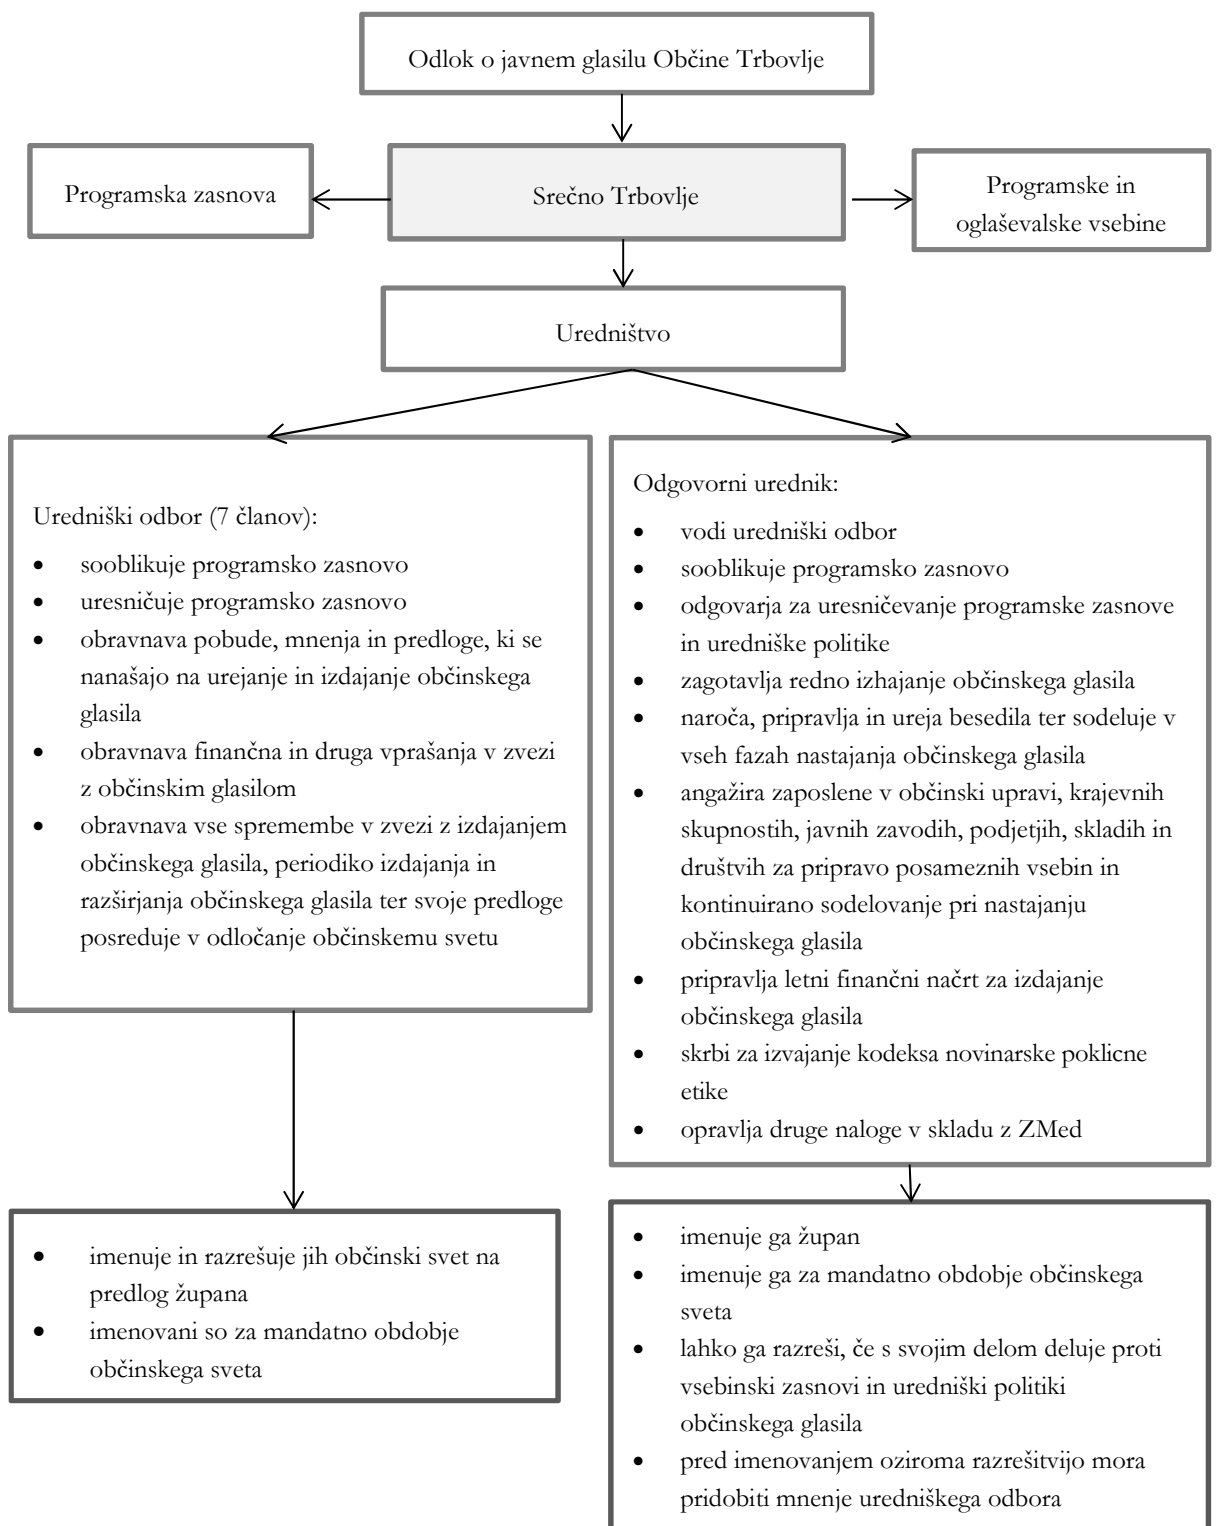 Odlok o javnem glasilu Občine Trbovlje
Programska zasnova
Srečno Trbovlje
Programske in
oglaševalske vsebine
Uredništvo
Uredniški odbor (7 članov):
• sooblikuje programsko zasnovo
• uresničuje programsko zasnovo
• obravnava pobude, mnenja in predloge, ki se
nanašajo na urejanje in izdajanje občinskega
glasila
• obravnava finančna in druga vprašanja v zvezi
z občinskim glasilom
• obravnava vse spremembe v zvezi z izdajanjem
občinskega glasila, periodiko izdajanja in
razširjanja občinskega glasila ter svoje predloge
posreduje v odločanje občinskemu svetu
Odgovorni urednik:
• vodi uredniški odbor
• sooblikuje programsko zasnovo
• odgovarja za uresničevanje programske zasnove
in uredniške politike
• zagotavlja redno izhajanje občinskega glasila
• naroča, pripravlja in ureja besedila ter sodeluje v
vseh fazah nastajanja občinskega glasila
• angažira zaposlene v občinski upravi, krajevnih
skupnostih, javnih zavodih, podjetjih, skladih in
društvih za pripravo posameznih vsebin in
kontinuirano sodelovanje pri nastajanju
občinskega glasila
• pripravlja letni finančni načrt za izdajanje
občinskega glasila
• skrbi za izvajanje kodeksa novinarske poklicne
etike
• opravlja druge naloge v skladu z ZMed
• imenuje in razrešuje jih občinski svet na
predlog župana
• imenovani so za mandatno obdobje
občinskega sveta
• imenuje ga župan
• imenuje ga za mandatno obdobje občinskega
sveta
• lahko ga razreši, če s svojim delom deluje proti
vsebinski zasnovi in uredniški politiki
občinskega glasila
• pred imenovanjem oziroma razrešitvijo mora
pridobiti mnenje uredniškega odbora